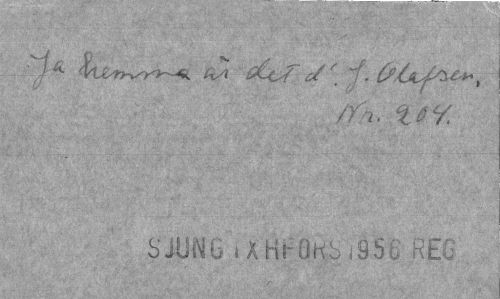 Ja hemma är det d'. J. Olafsen,
Nr. 204.
SJUNG I X HFORS 1956 REG